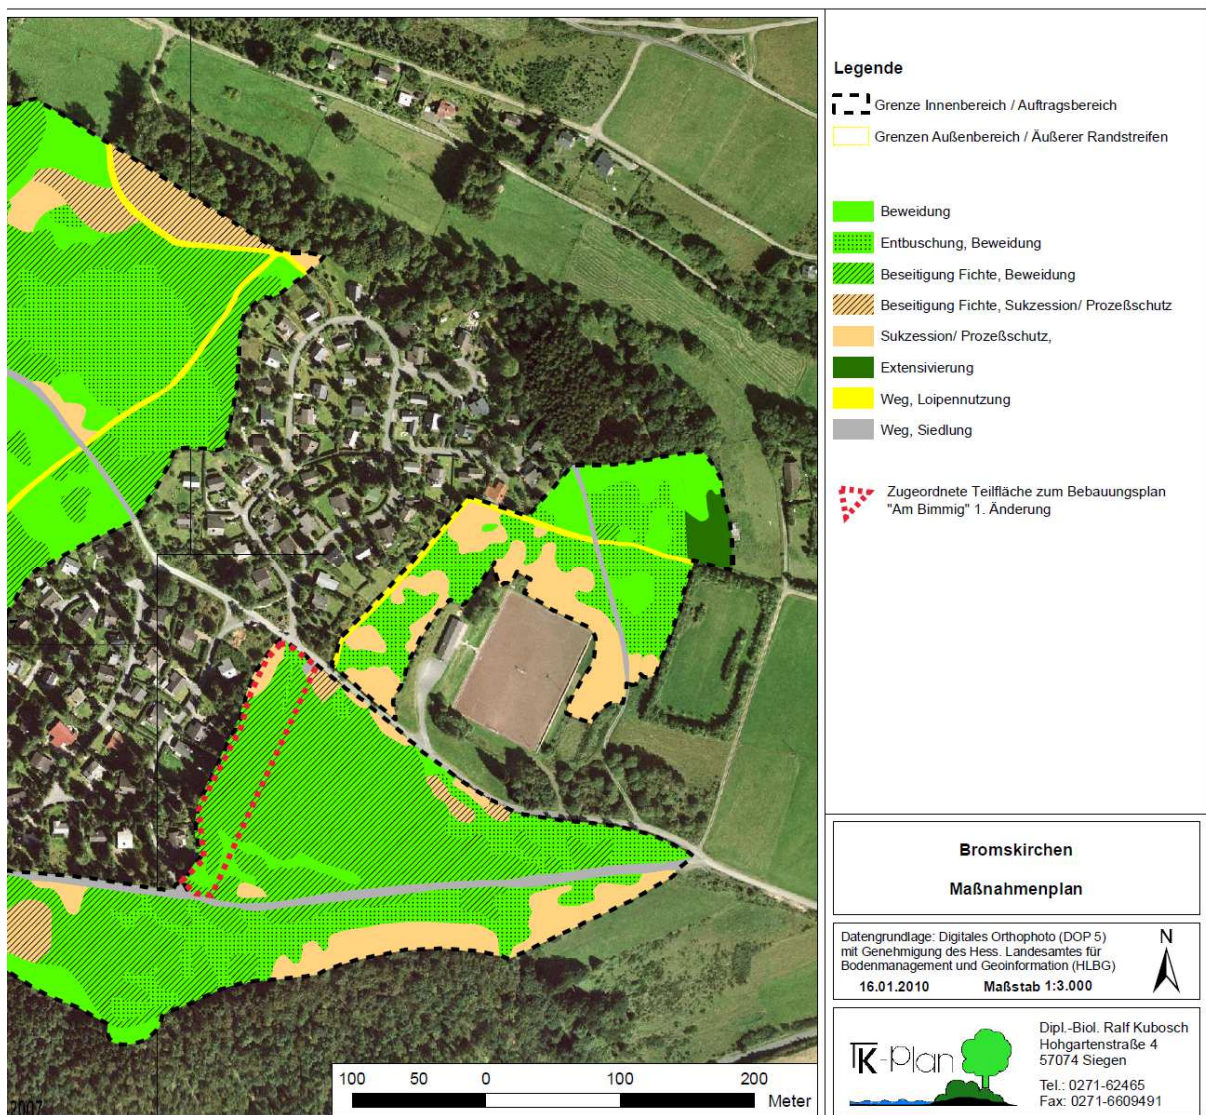 Legende
Grenze Innenbereich / Auftragsbereich
Grenzen Außenbereich / Äußerer Randstreifen
Beweidung
Entbuschung, Beweidung
Beseitigung Fichte, Beweidung
Beseitigung Fichte, Sukzession/ Prozeßschutz
Sukzession/ Prozeßschutz,
Extensivierung
Weg, Loipennutzung
Weg, Siedlung
Zugeordnete Teilfläche zum Bebauungsplan
"Am Bimmig" 1. Änderung
Bromskirchen
Maßnahmenplan
Datengrundlage: Digitales Orthophoto (DOP 5)
mit Genehmigung des Hess. Landesamtes für
Bodenmanagement und Geoinformation (HLBG)
16.01.2010 Maßstab 1:3.000
N
TK-Plan
Dipl.-Biol. Ralf Kubosch
Hohgartenstraße 4
57074 Siegen
Tel.: 0271-62465
Fax: 0271-6609491
100 50 0 100 200
Meter
2007